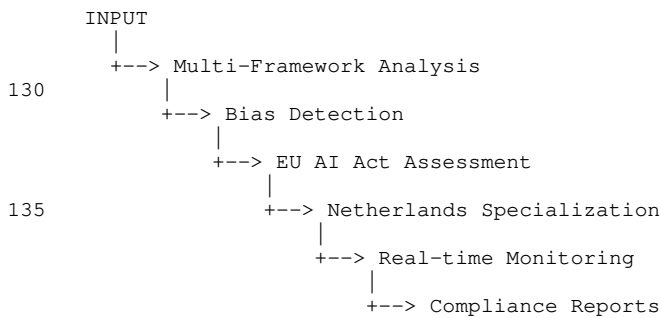 INPUT
|
+--> Multi-Framework Analysis
130 |
+--> Bias Detection
|
+--> EU AI Act Assessment
|
135 +--> Netherlands Specialization
|
+--> Real-time Monitoring
|
+--> Compliance Reports